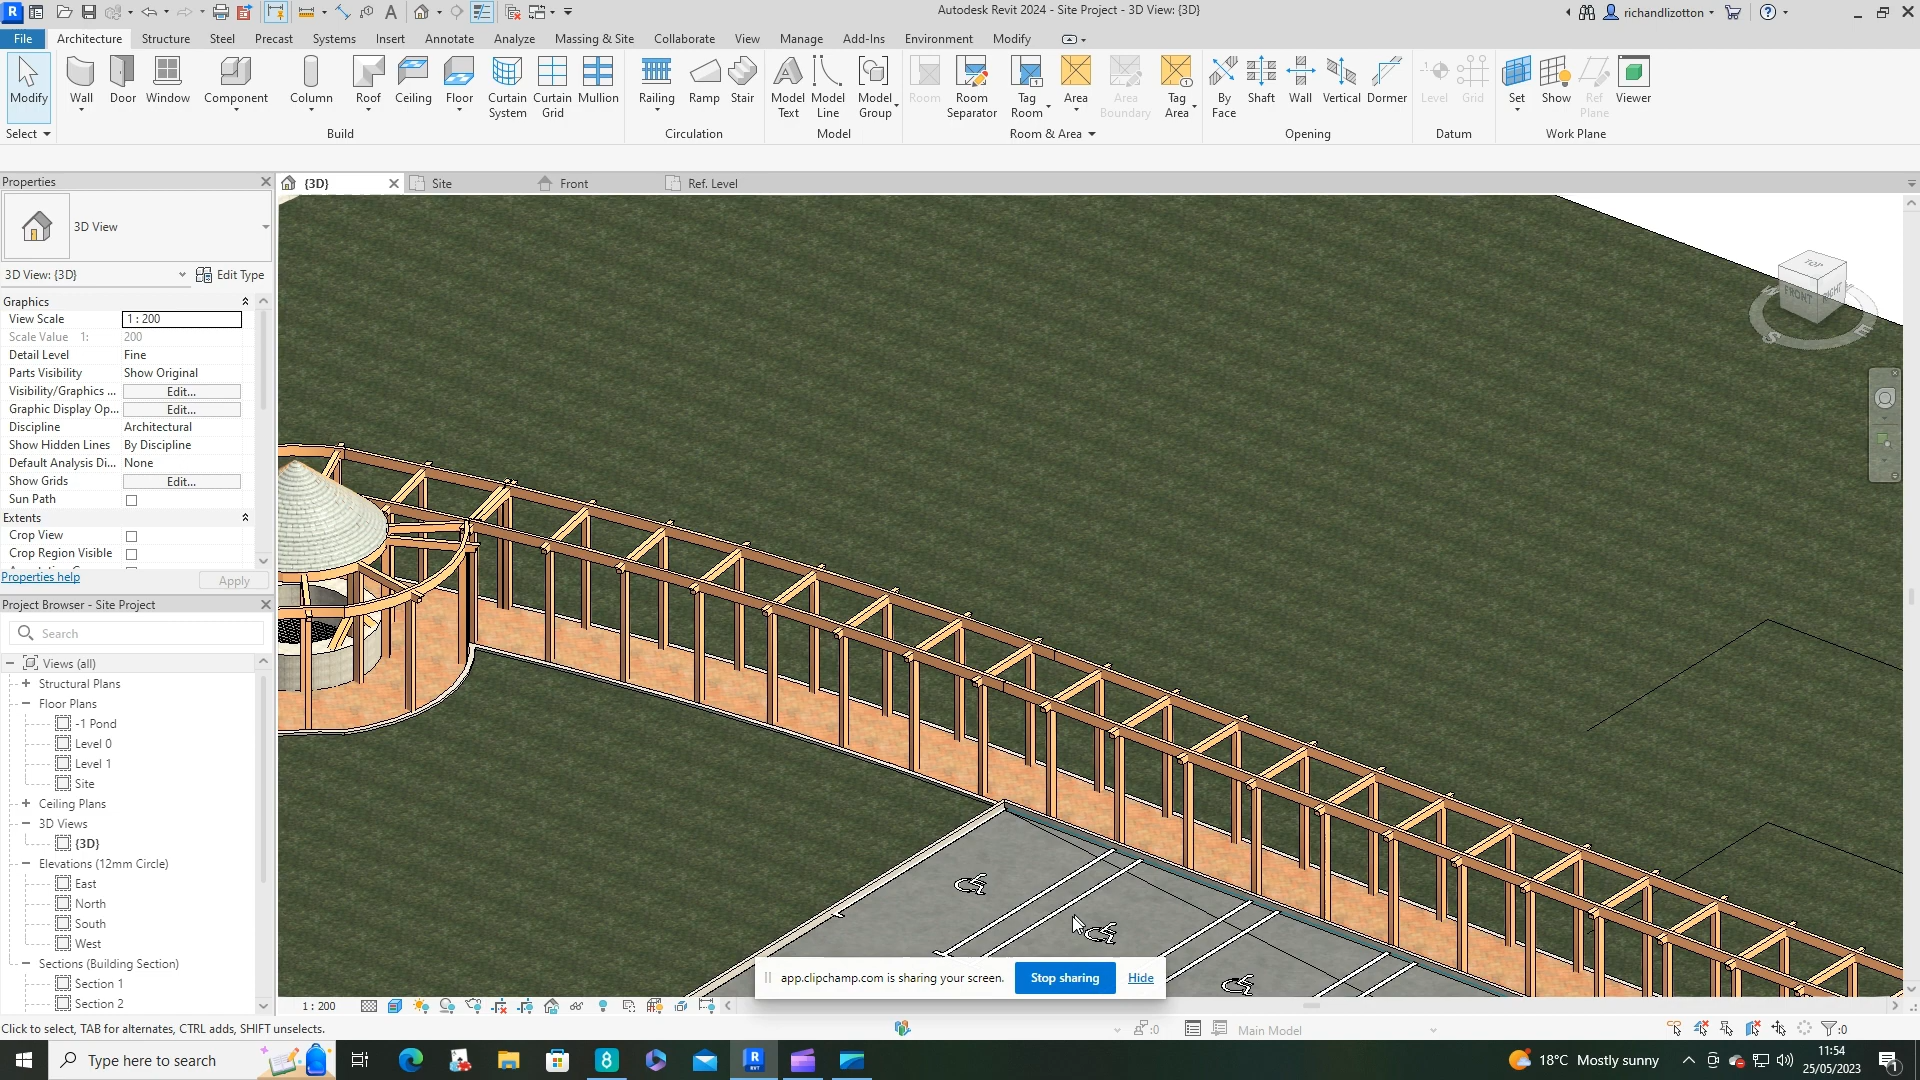 Autodesk Revit 2024 - Site Project - 3D View: {3D}
richandlizotton
File Architecture Structure Steel Precast Systems Insert Annotate Analyze Massing & Site Collaborate View Manage Add-Ins Environment Modify
Modify Wall Door Window Component Column Roof Ceiling Floor Curtain System Curtain Grid Mullion Railing Ramp Stair Model Text Model Line Model Group Room Room Separator Tag Room Area Area Boundary Tag Area By Face Shaft Wall Vertical Dormer Level Grid Set Show Ref Plane Viewer
Select Build Circulation Model Room & Area Opening Datum Work Plane
Properties
{3D} Site Front Ref. Level
3D View
3D View: {3D} Edit Type
Graphics
View Scale 1 : 200
Scale Value 1: 200
Detail Level Fine
Parts Visibility Show Original
Visibility/Graphics ... Edit...
Graphic Display Op... Edit...
Discipline Architectural
Show Hidden Lines By Discipline
Default Analysis Di... None
Show Grids Edit...
Sun Path
Extents
Crop View
Crop Region Visible
Properties help Apply
Project Browser - Site Project
Search
Views (all)
Structural Plans
Floor Plans
-1 Pond
Level 0
Level 1
Site
Ceiling Plans
3D Views
{3D}
Elevations (12mm Circle)
East
North
South
West
Sections (Building Section)
Section 1
Section 2
TOP
FRONT
RIGHT
S
E
app.clipchamp.com is sharing your screen. Stop sharing Hide
1 : 200
Click to select, TAB for alternates, CTRL adds, SHIFT unselects.
:0 Main Model :0
Type here to search
18°C Mostly sunny
11:54
25/05/2023